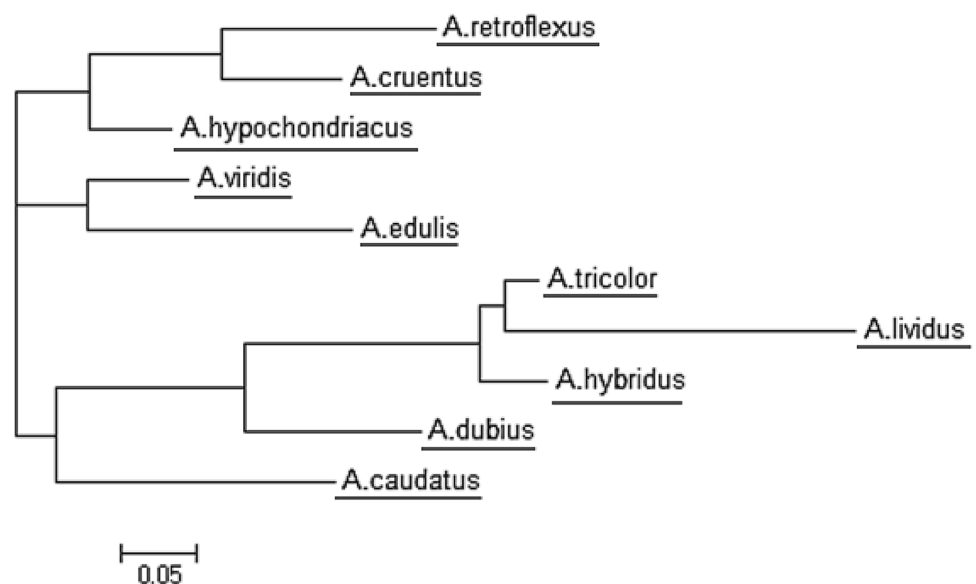 A.retroflexus
A.cruentus
A.hypochondriacus
A.viridis
A.edulis
A.tricolor
A.lividus
A.hybridus
A.dubius
A.caudatus
0.05